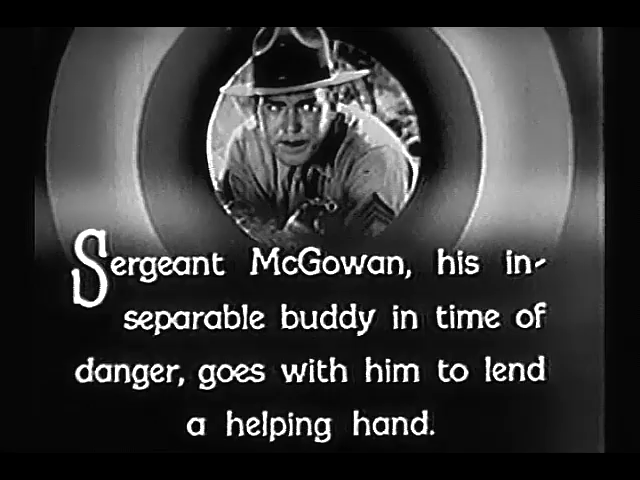 Sergeant McGowan, his in-
separable buddy in time of
danger, goes with him to lend
a helping hand.